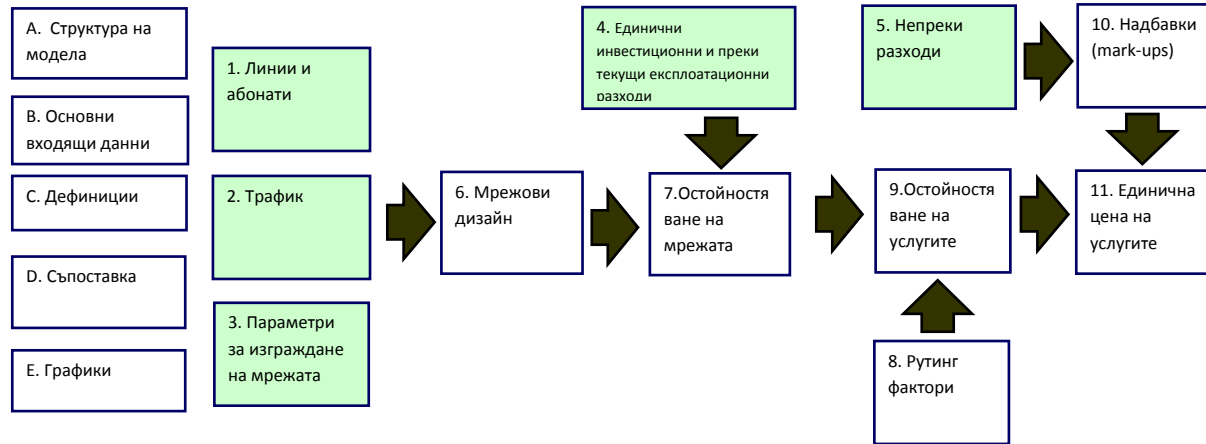 A. Структура на
модела
B. Основни
входящи данни
C. Дефиниции
D. Съпоставка
E. Графики
1. Линии и
абонати
2. Трафик
3. Параметри
за изграждане
на мрежата
4. Единични
инвестиционни и преки
текущи експлоатационни
разходи
5. Непреки
разходи
10. Надбавки
(mark-ups)
6. Мрежови
дизайн
7.Остойностя
ване на
мрежата
9.Остойностя
ване на
услугите
11. Единична
цена на
услугите
8. Рутинг
фактори